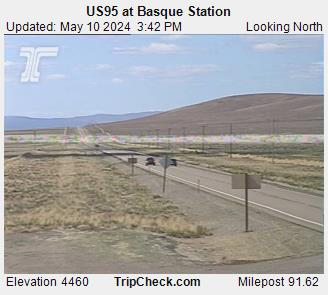 US95 at Basque Station
Updated: May 10 2024 3:42 PM Looking North
Elevation 4460 TripCheck.com Milepost 91.62